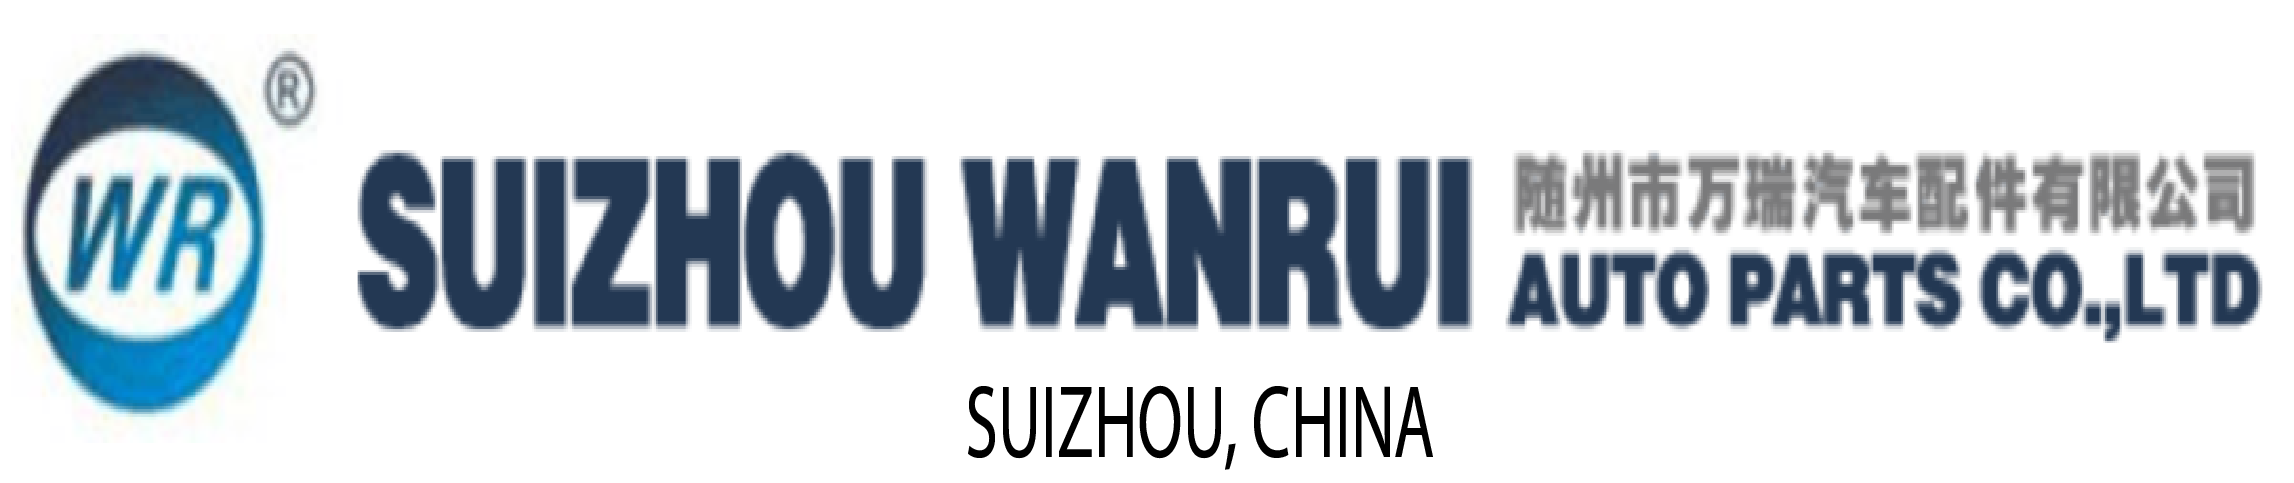 WR ®
SUIZHOU WANRUI
随州市万瑞汽车配件有限公司
AUTO PARTS CO.,LTD
SUIZHOU, CHINA